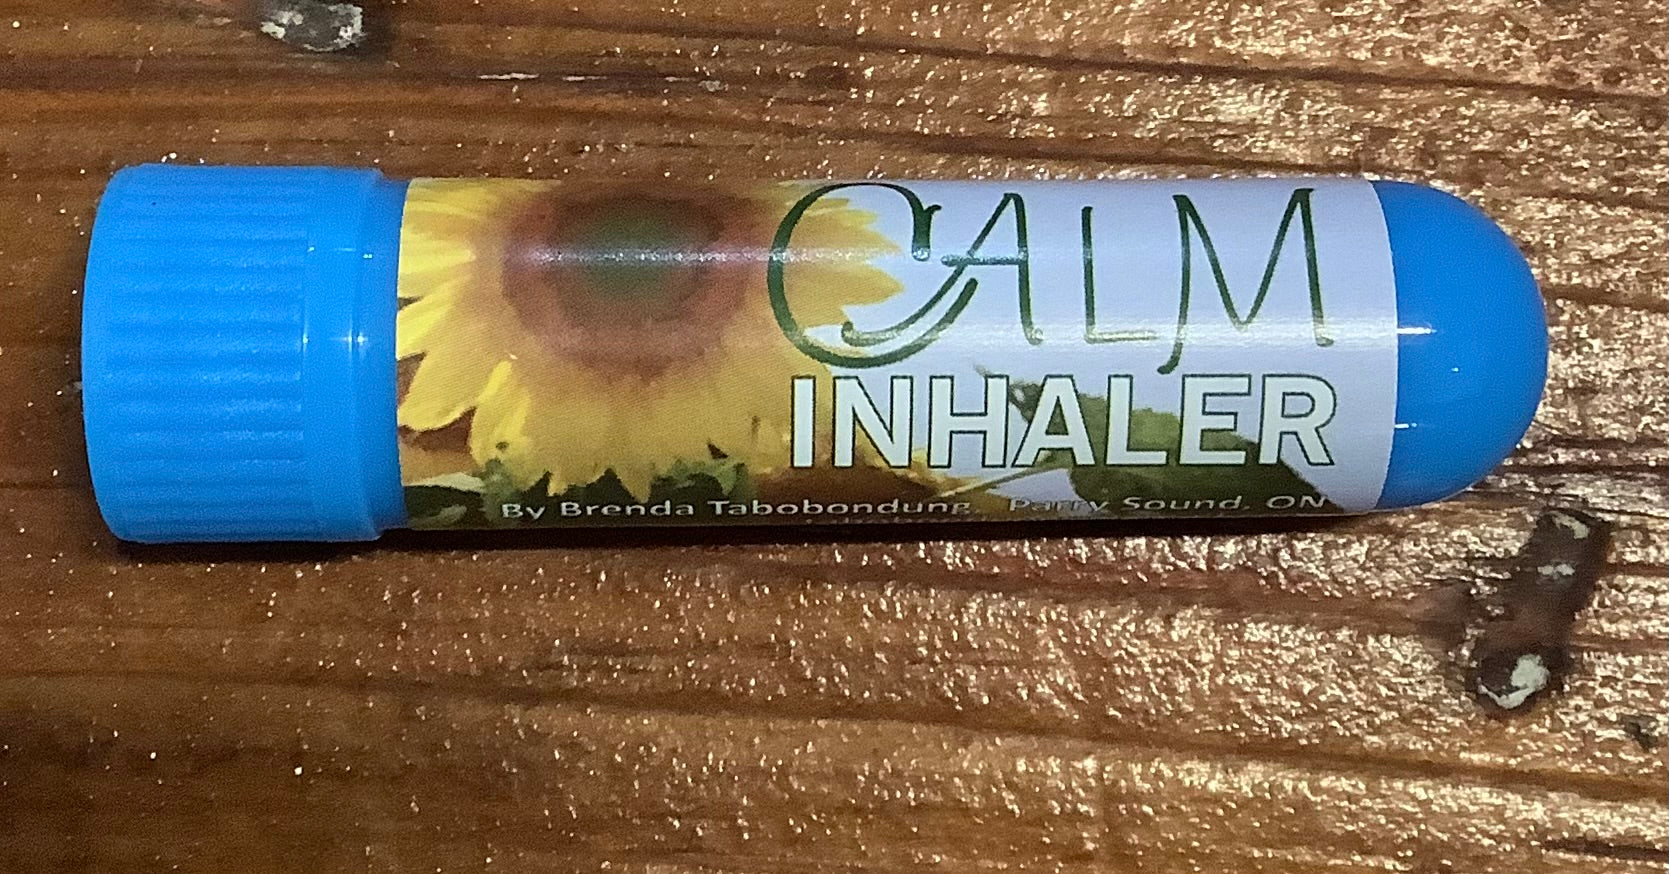 CALM
INHALER
By Brenda Tabobondung, Parry Sound, ON